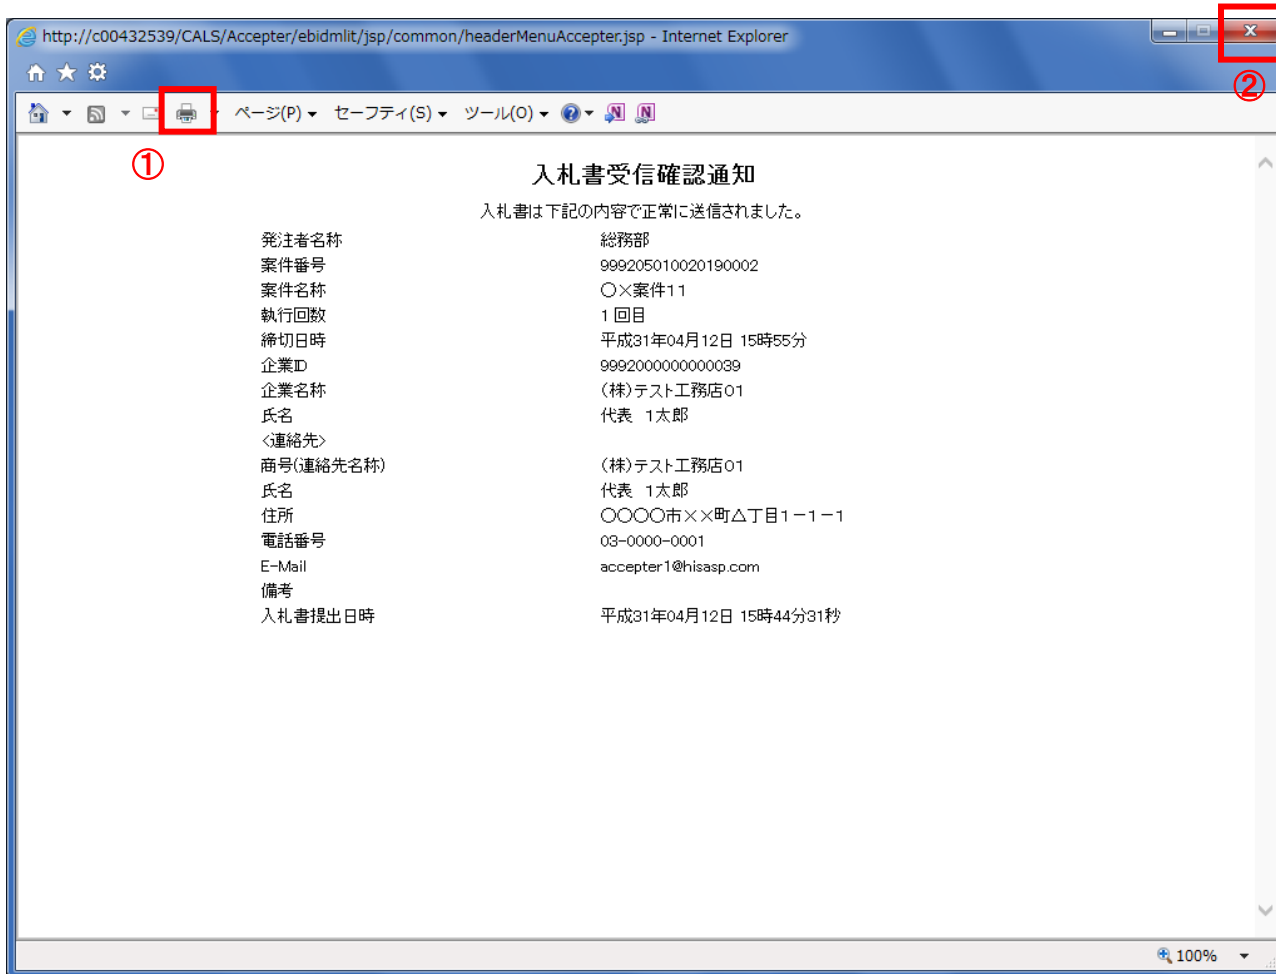 http://c00432539/CALS/Accepter/ebidmlit/jsp/common/headerMenuAccepter.jsp - Internet Explorer
②
ページ(P) セーフティ(S) ツール(O)
①
入札書受信確認通知
入札書は下記の内容で正常に送信されました。
発注者名称 総務部
案件番号 999205010020190002
案件名称 〇×案件11
執行回数 1回目
締切日時 平成31年04月12日 15時55分
企業ID 9992000000000039
企業名称 (株)テスト工務店01
氏名 代表 1太郎
<連絡先>
商号(連絡先名称) (株)テスト工務店01
氏名 代表 1太郎
住所 〇〇〇〇市××町△丁目1-1-1
電話番号 03-0000-0001
E-Mail accepter1@hisasp.com
備考
入札書提出日時 平成31年04月12日 15時44分31秒
100%